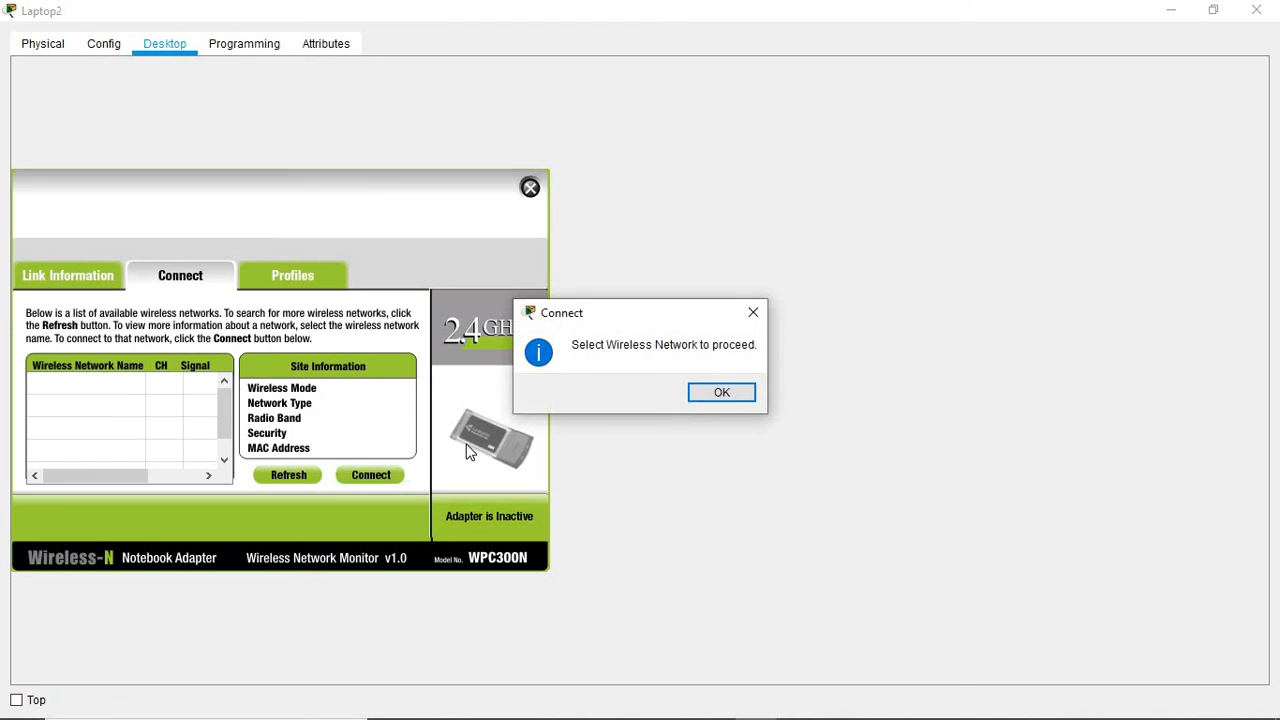 Laptop2
Physical Config Desktop Programming Attributes
Link Information Connect Profiles
Below is a list of available wireless networks. To search for more wireless networks, click
the Refresh button. To view more information about a network, select the wireless network
name. To connect to that network, click the Connect button below.
2.4GH
Wireless Network Name CH Signal
Site Information
Wireless Mode
Network Type
Radio Band
Security
MAC Address
Refresh Connect
Connect
Select Wireless Network to proceed.
OK
Adapter is Inactive
Wireless-N Notebook Adapter Wireless Network Monitor v1.0 Model No. WPC300N
Top